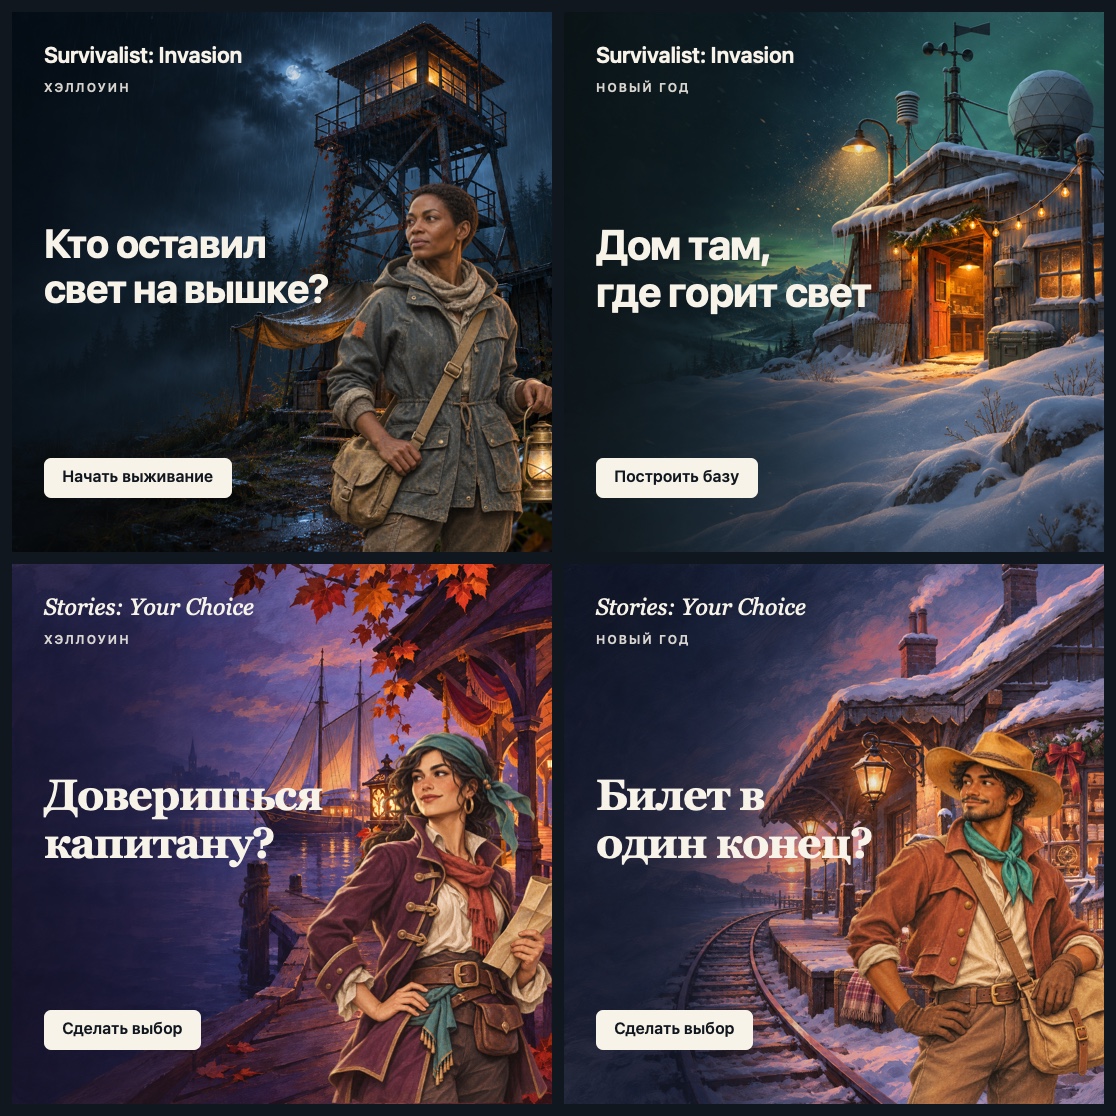 Survivalist: Invasion
ХЭЛЛОУИН
Кто оставил
свет на вышке?
Начать выживание
Survivalist: Invasion
НОВЫЙ ГОД
Дом там,
где горит свет
Построить базу
Stories: Your Choice
ХЭЛЛОУИН
Доверишься
капитану?
Сделать выбор
Stories: Your Choice
НОВЫЙ ГОД
Билет в
один конец?
Сделать выбор